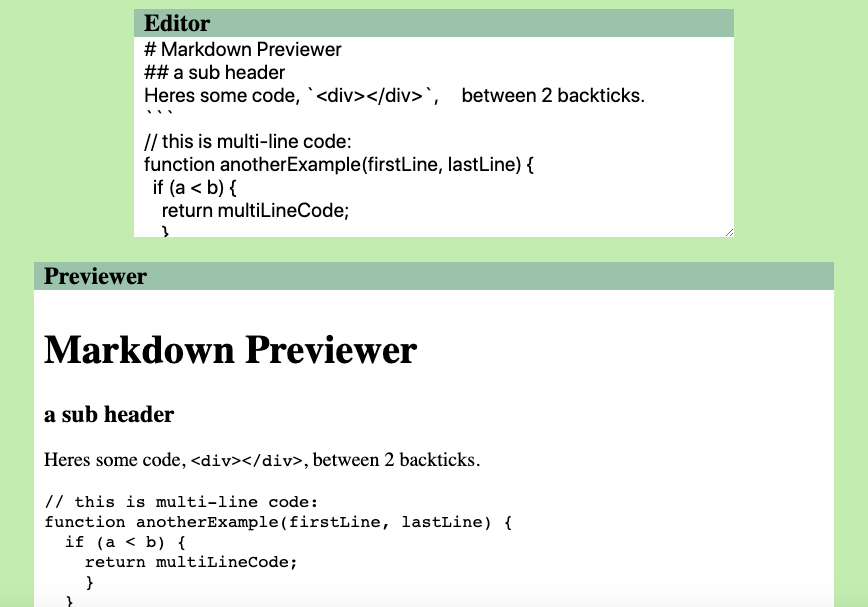 Editor
# Markdown Previewer
## a sub header
Heres some code, `<div></div>`,    between 2 backticks.
```
// this is multi-line code:
function anotherExample(firstLine, lastLine) {
  if (a < b) {
    return multiLineCode;
    }
Previewer
Markdown Previewer
a sub header
Heres some code, <div></div>, between 2 backticks.
// this is multi-line code:
function anotherExample(firstLine, lastLine) {
  if (a < b) {
    return multiLineCode;
    }
  }